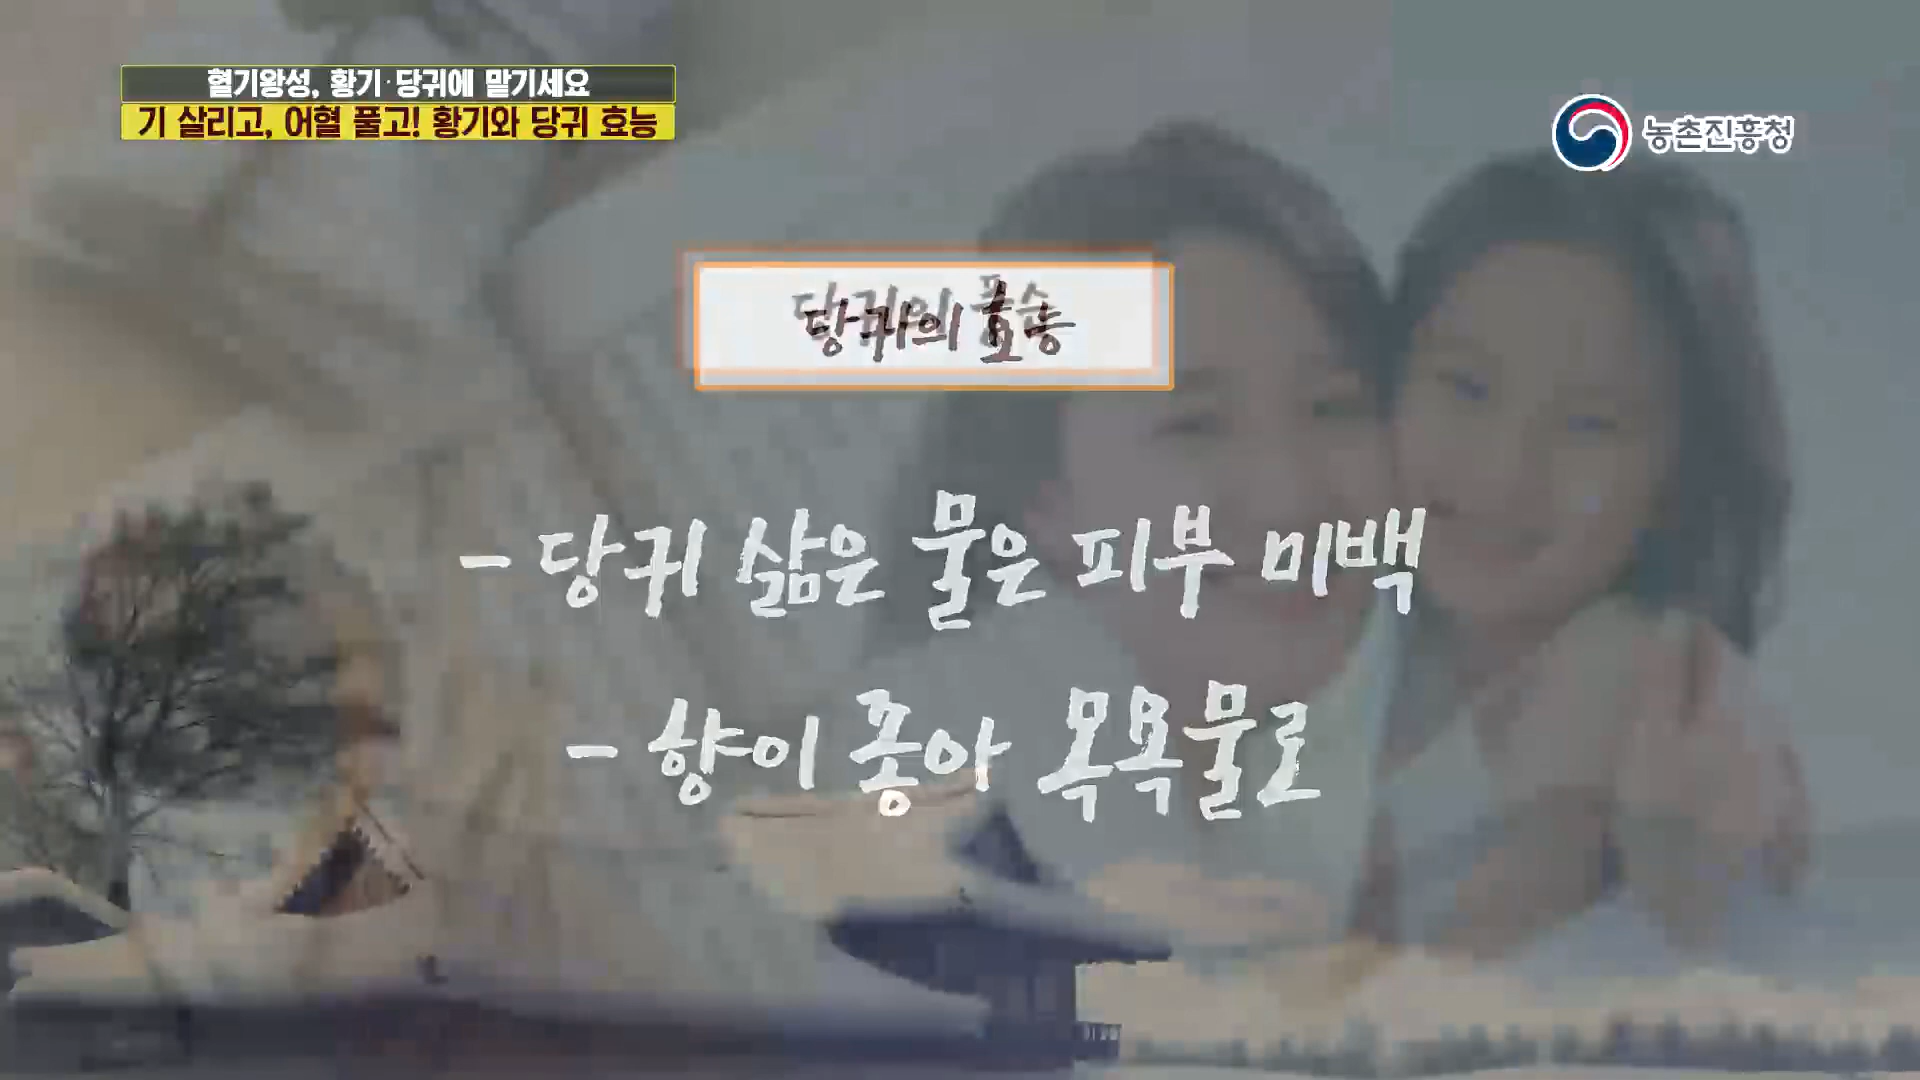 혈기왕성, 황기·당귀에 맡기세요
기 살리고, 어혈 풀고! 황기와 당귀 효능
농촌진흥청
당귀의 효능
- 당귀 삶은 물은 피부 미백
- 향이 좋아 목욕물로